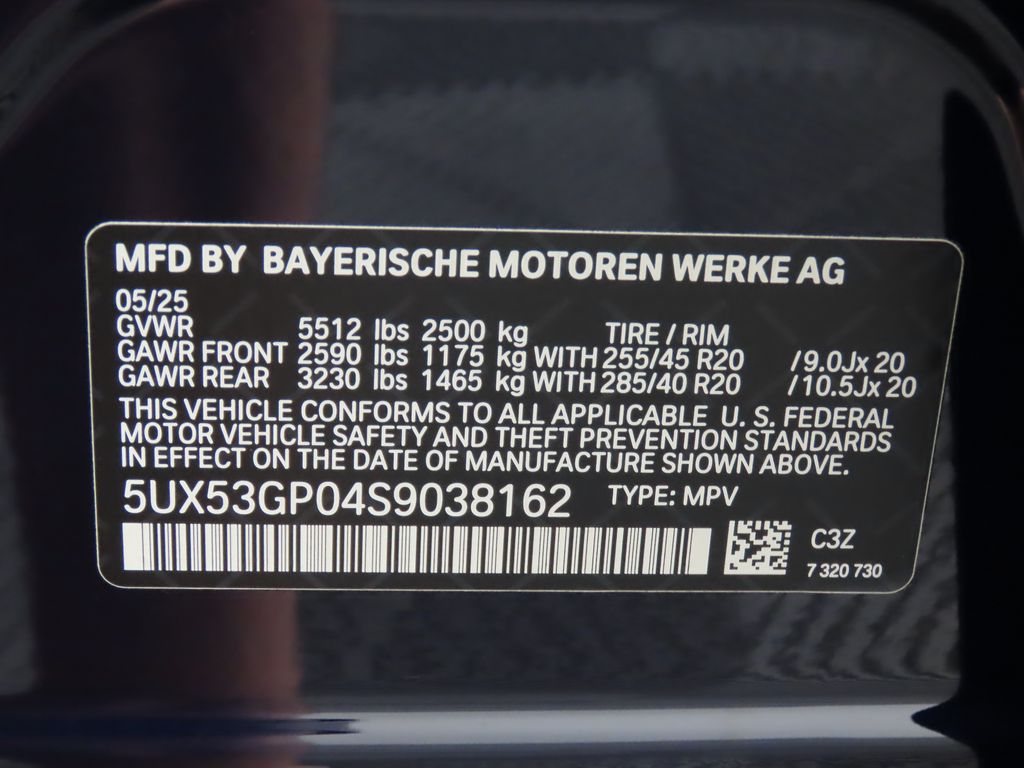 MFD BY BAYERISCHE MOTOREN WERKE AG
05/25
GVWR 5512 lbs 2500 kg TIRE / RIM
GAWR FRONT 2590 lbs 1175 kg WITH 255/45 R20 /9.0Jx 20
GAWR REAR 3230 lbs 1465 kg WITH 285/40 R20 /10.5Jx 20
THIS VEHICLE CONFORMS TO ALL APPLICABLE U. S. FEDERAL
MOTOR VEHICLE SAFETY AND THEFT PREVENTION STANDARDS
IN EFFECT ON THE DATE OF MANUFACTURE SHOWN ABOVE.
5UX53GP04S9038162 TYPE: MPV
C3Z
7 320 730